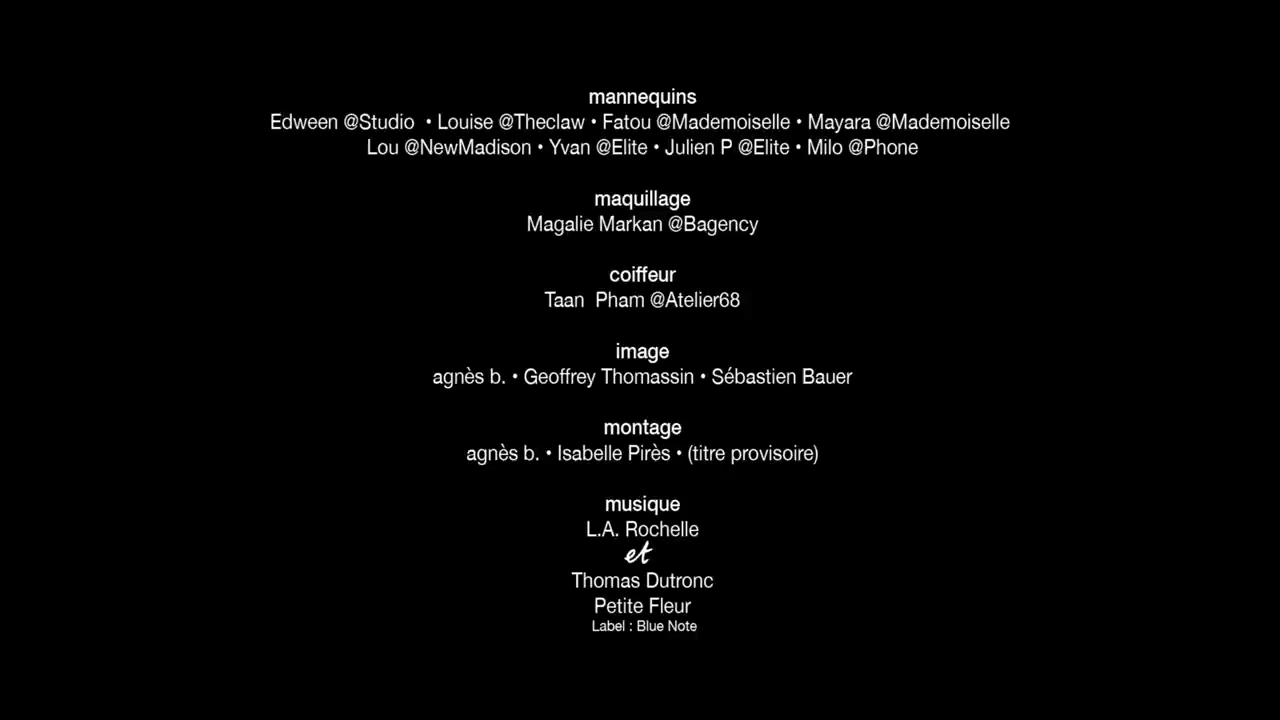 mannequins
Edween @Studio • Louise @Theclaw • Fatou @Mademoiselle • Mayara @Mademoiselle
Lou @NewMadison • Yvan @Elite • Julien P @Elite • Milo @Phone
maquillage
Magalie Markan @Bagency
coiffeur
Taan Pham @Atelier68
image
agnès b. • Geoffrey Thomassin • Sébastien Bauer
montage
agnès b. • Isabelle Pirès • (titre provisoire)
musique
L.A. Rochelle
et
Thomas Dutronc
Petite Fleur
Label : Blue Note